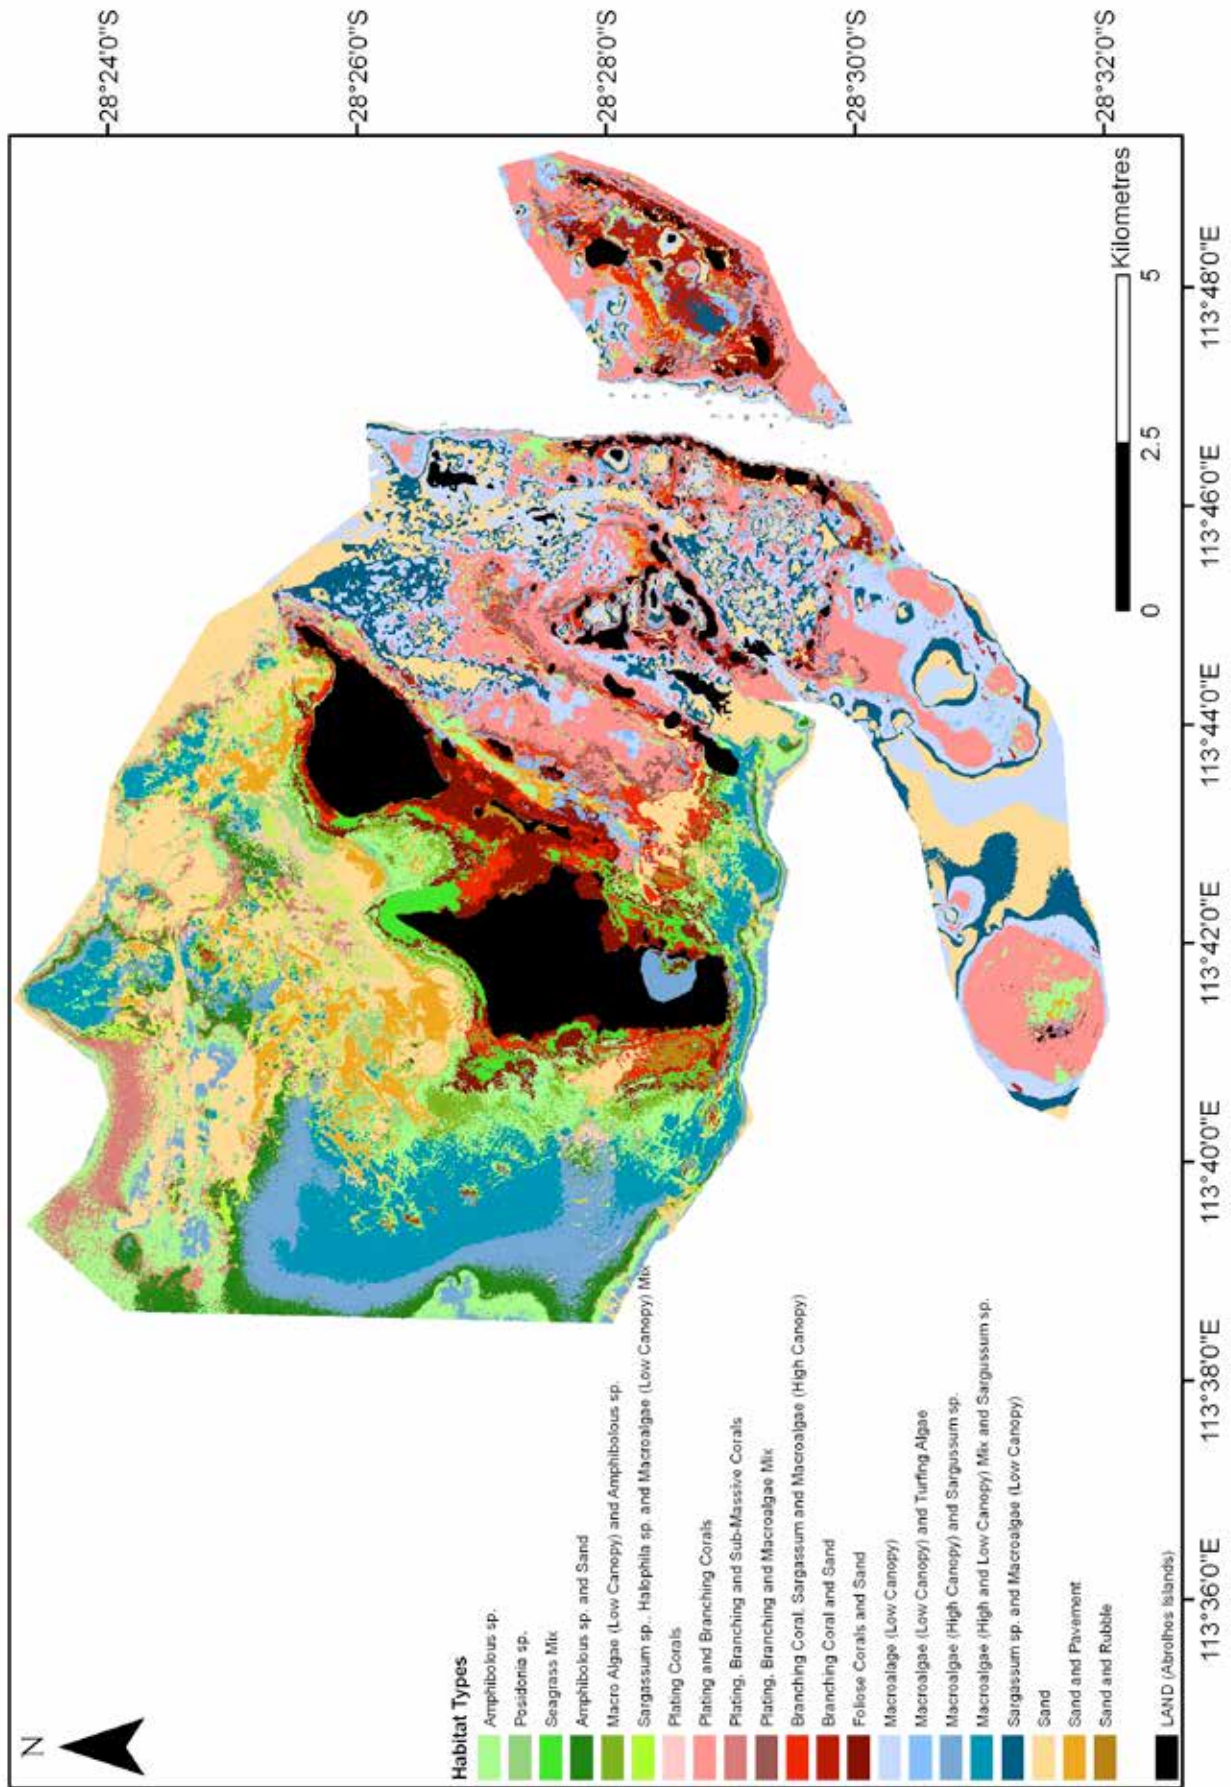 N
28°24'0"S
28°26'0"S
28°28'0"S
28°30'0"S
28°32'0"S
Habitat Types
Amphibolous sp.
Posidonia sp.
Seagrass Mix
Amphibolous sp. and Sand
Macro Algae (Low Canopy) and Amphibolous sp.
Sargassum sp., Halophila sp. and Macroalgae (Low Canopy) Mix
Plating Corals
Plating and Branching Corals
Plating, Branching and Sub-Massive Corals
Plating, Branching and Macroalgae Mix
Branching Coral, Sargassum and Macroalgae (High Canopy)
Branching Coral and Sand
Foliose Corals and Sand
Macroalage (Low Canopy)
Macroalgae (Low Canopy) and Turfing Algae
Macroalgae (High Canopy) and Sargussum sp.
Macroalgae (High and Low Canopy) Mix and Sargussum sp.
Sargassum sp. and Macroalgae (Low Canopy)
Sand
Sand and Pavement
Sand and Rubble
LAND (Abrolhos Islands)
0 2.5 5
Kilometres
113°36'0"E
113°38'0"E
113°40'0"E
113°42'0"E
113°44'0"E
113°46'0"E
113°48'0"E